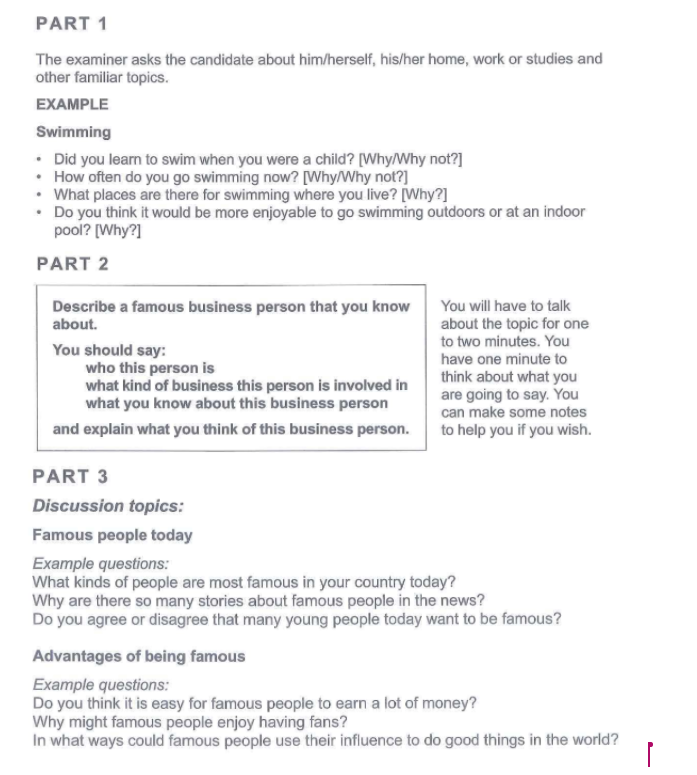 PART 1
The examiner asks the candidate about him/herself, his/her home, work or studies and
other familiar topics.
EXAMPLE
Swimming
• Did you learn to swim when you were a child? [Why/Why not?]
• How often do you go swimming now? [Why/Why not?]
• What places are there for swimming where you live? [Why?]
• Do you think it would be more enjoyable to go swimming outdoors or at an indoor
pool? [Why?]
PART 2
Describe a famous business person that you know
about.
You should say:
who this person is
what kind of business this person is involved in
what you know about this business person
and explain what you think of this business person.
You will have to talk
about the topic for one
to two minutes. You
have one minute to
think about what you
are going to say. You
can make some notes
to help you if you wish.
PART 3
Discussion topics:
Famous people today
Example questions:
What kinds of people are most famous in your country today?
Why are there so many stories about famous people in the news?
Do you agree or disagree that many young people today want to be famous?
Advantages of being famous
Example questions:
Do you think it is easy for famous people to earn a lot of money?
Why might famous people enjoy having fans?
In what ways could famous people use their influence to do good things in the world?